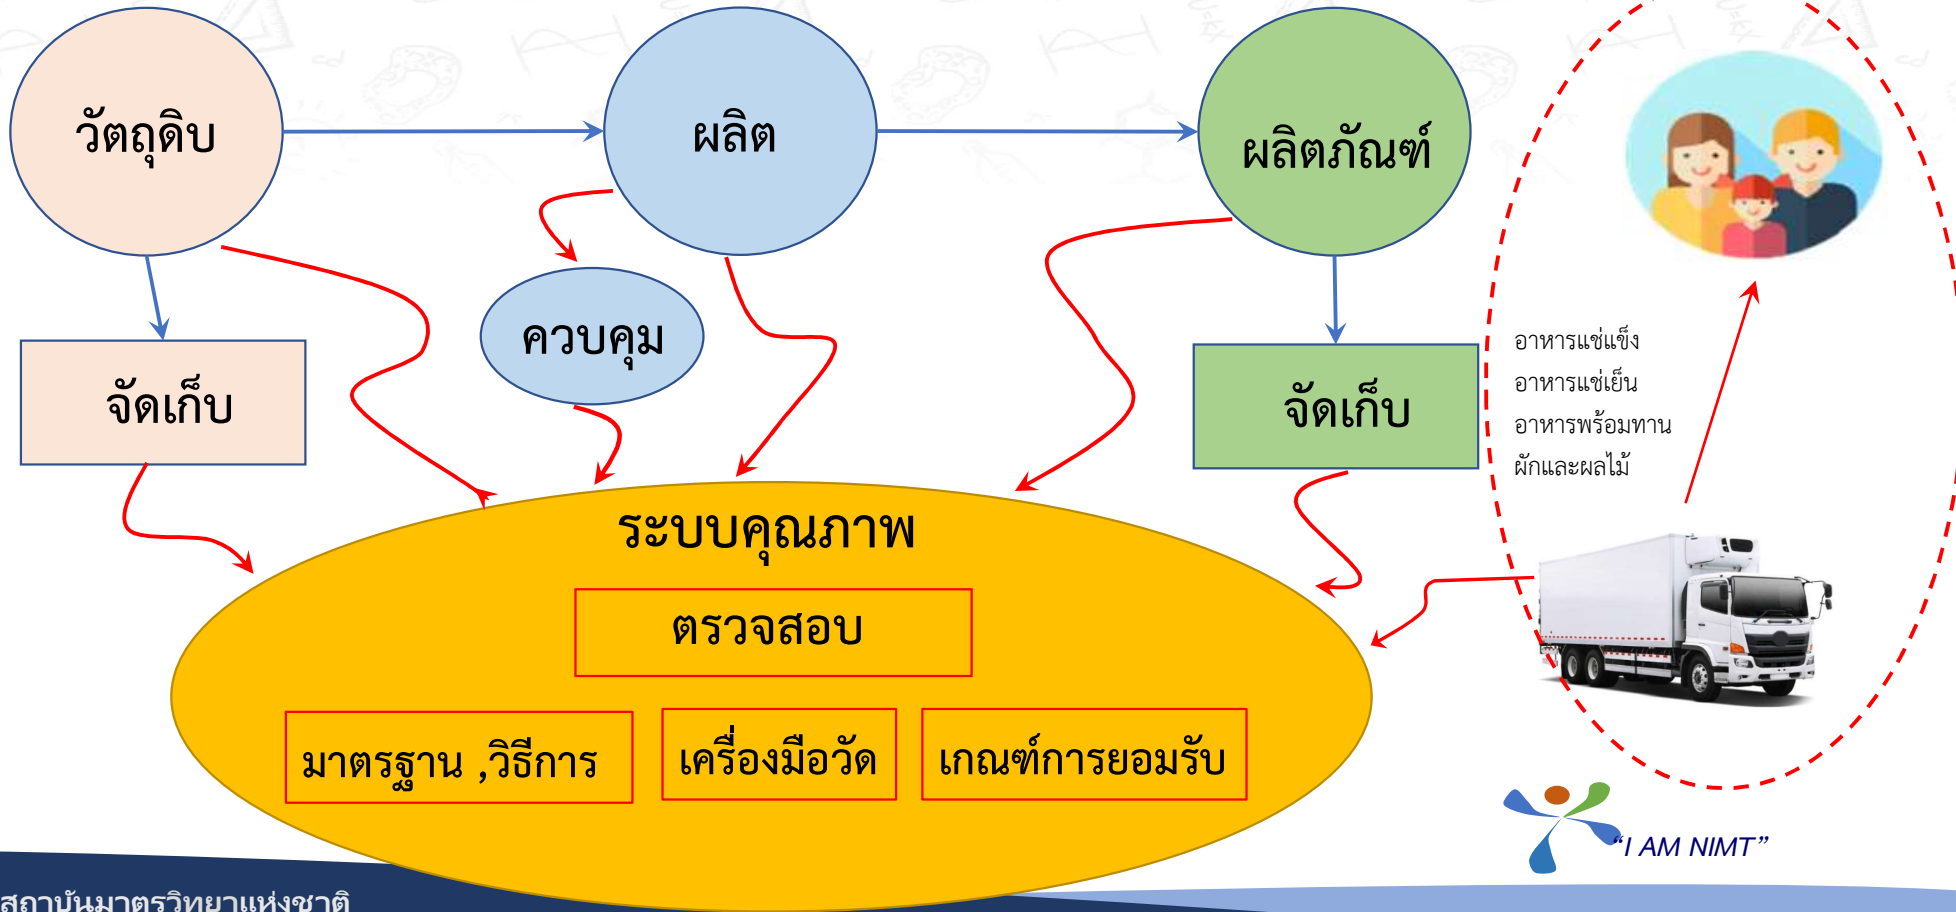 วัตถุดิบ
ผลิต
ผลิตภัณฑ์
ควบคุม
จัดเก็บ
จัดเก็บ
อาหารแช่แข็ง
อาหารแช่เย็น
อาหารพร้อมทาน
ผักและผลไม้
ระบบคุณภาพ
ตรวจสอบ
มาตรฐาน ,วิธีการ
เครื่องมือวัด
เกณฑ์การยอมรับ
“I AM NIMT”
สถาบันมาตรวิทยาแห่งชาติ